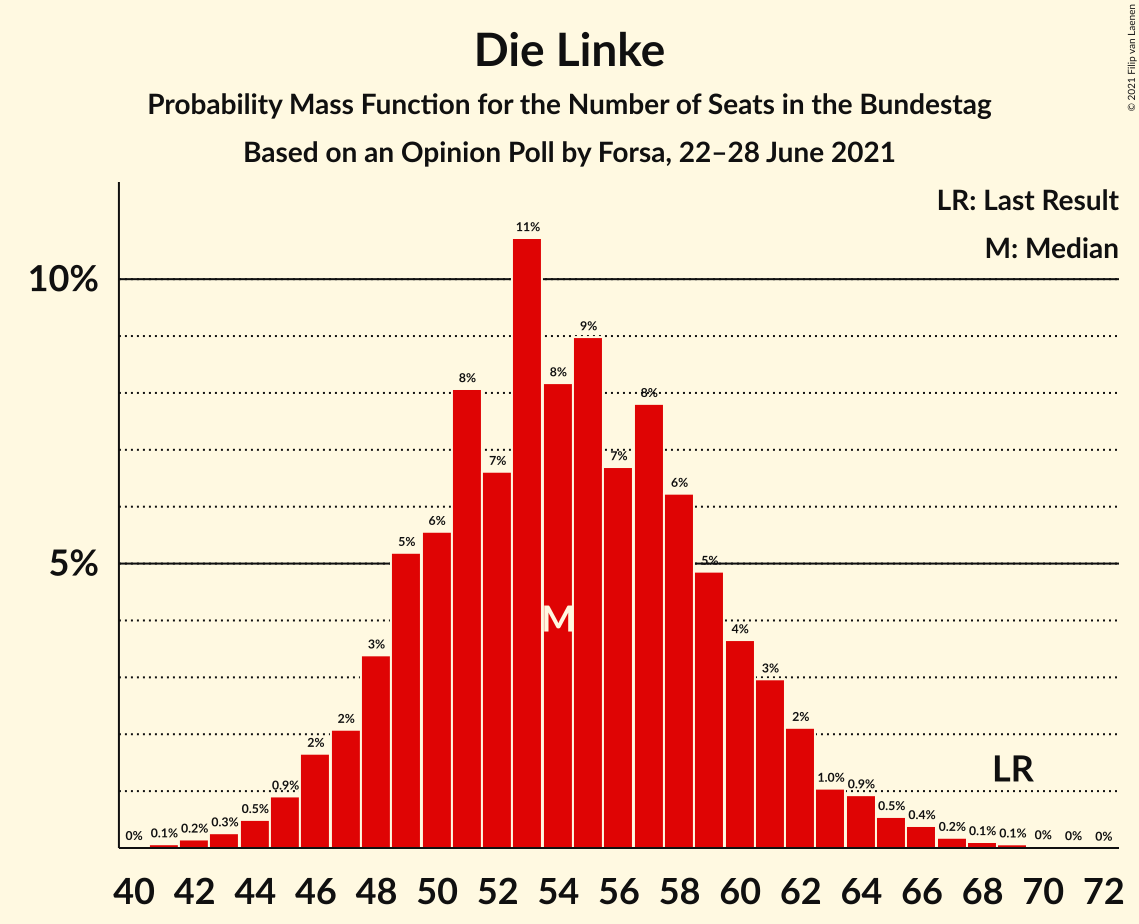 Die Linke
Probability Mass Function for the Number of Seats in the Bundestag
Based on an Opinion Poll by Forsa, 22–28 June 2021
© 2021 Filip van Laenen
LR: Last Result
M: Median
10%
5%
0% 0.1% 0.2% 0.3% 0.5% 0.9% 2% 2% 3% 5% 6% 8% 7% 11% 8% 9% 7% 8% 6% 5% 4% 3% 2% 1.0% 0.9% 0.5% 0.4% 0.2% 0.1% 0.1% 0% 0% 0%
M
LR
40 42 44 46 48 50 52 54 56 58 60 62 64 66 68 70 72